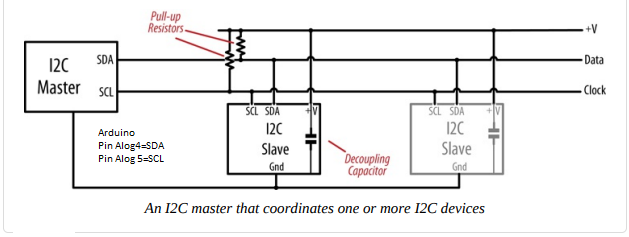 Pull-up
Resistors
+V
I2C
Master
SDA
Data
SCL
Clock
Arduino
Pin Alog4=SDA
Pin Alog 5=SCL
SCL SDA +V
I2C
Slave
Gnd
Decoupling
Capacitor
SCL SDA +V
I2C
Slave
Gnd
An I2C master that coordinates one or more I2C devices